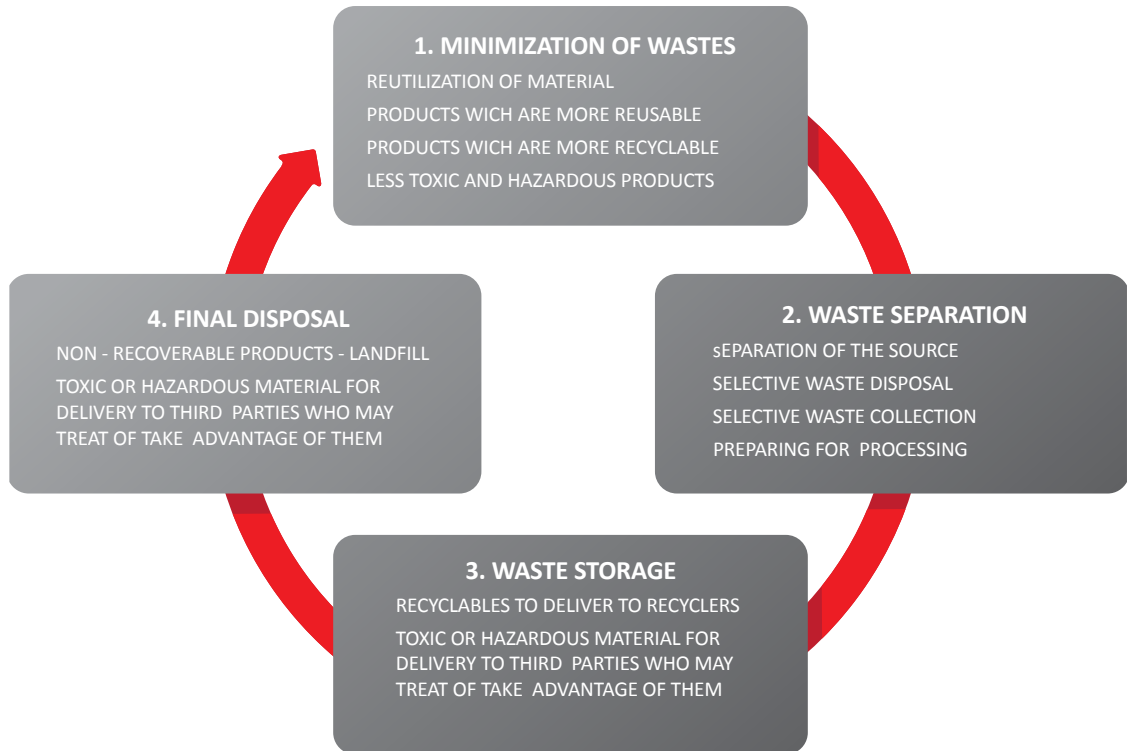 1. MINIMIZATION OF WASTES
REUTILIZATION OF MATERIAL
PRODUCTS WICH ARE MORE REUSABLE
PRODUCTS WICH ARE MORE RECYCLABLE
LESS TOXIC AND HAZARDOUS PRODUCTS
2. WASTE SEPARATION
sEPARATION OF THE SOURCE
SELECTIVE WASTE DISPOSAL
SELECTIVE WASTE COLLECTION
PREPARING FOR PROCESSING
3. WASTE STORAGE
RECYCLABLES TO DELIVER TO RECYCLERS
TOXIC OR HAZARDOUS MATERIAL FOR
DELIVERY TO THIRD PARTIES WHO MAY
TREAT OF TAKE ADVANTAGE OF THEM
4. FINAL DISPOSAL
NON - RECOVERABLE PRODUCTS - LANDFILL
TOXIC OR HAZARDOUS MATERIAL FOR
DELIVERY TO THIRD PARTIES WHO MAY
TREAT OF TAKE ADVANTAGE OF THEM